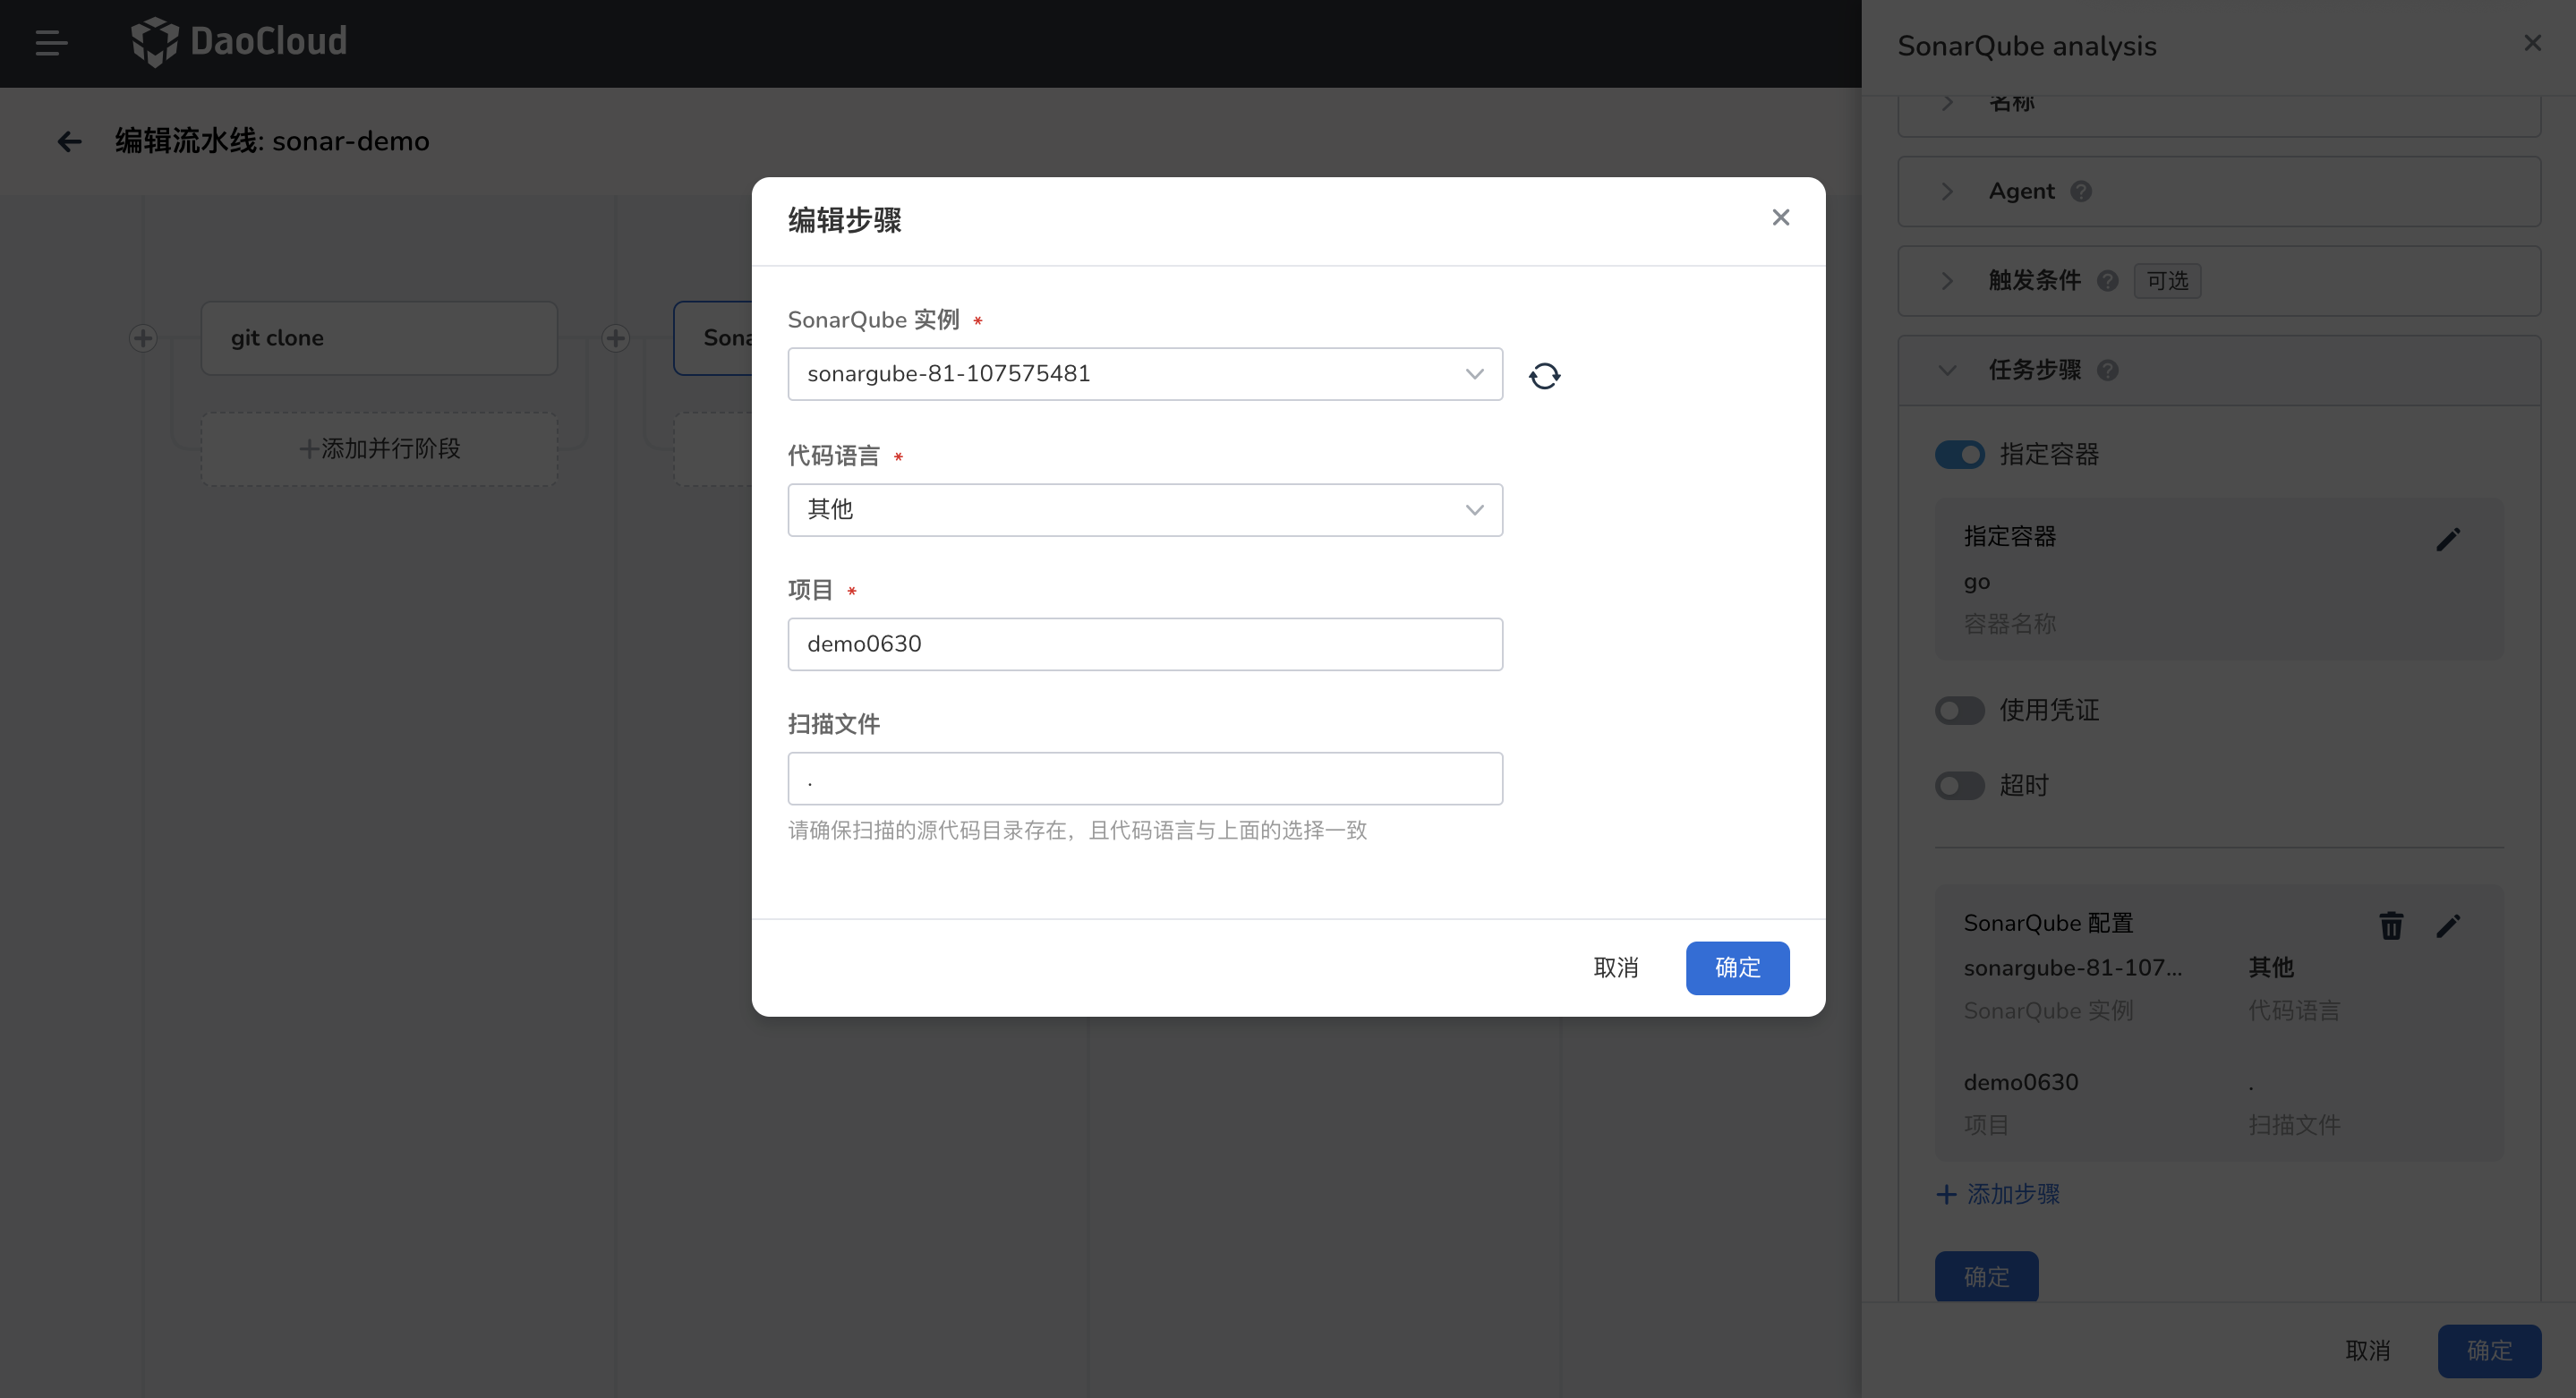 DaoCloud
编辑流水线: sonar-demo
git clone
添加并行阶段
编辑步骤
SonarQube 实例 *
sonargube-81-107575481
代码语言 *
其他
项目 *
demo0630
扫描文件
.
请确保扫描的源代码目录存在，且代码语言与上面的选择一致
取消
确定
SonarQube analysis
名称
Agent
触发条件 可选
任务步骤
指定容器
指定容器
go
容器名称
使用凭证
超时
SonarQube 配置
sonargube-81-107... 其他
SonarQube 实例 代码语言
demo0630 .
项目 扫描文件
添加步骤
确定
取消 确定